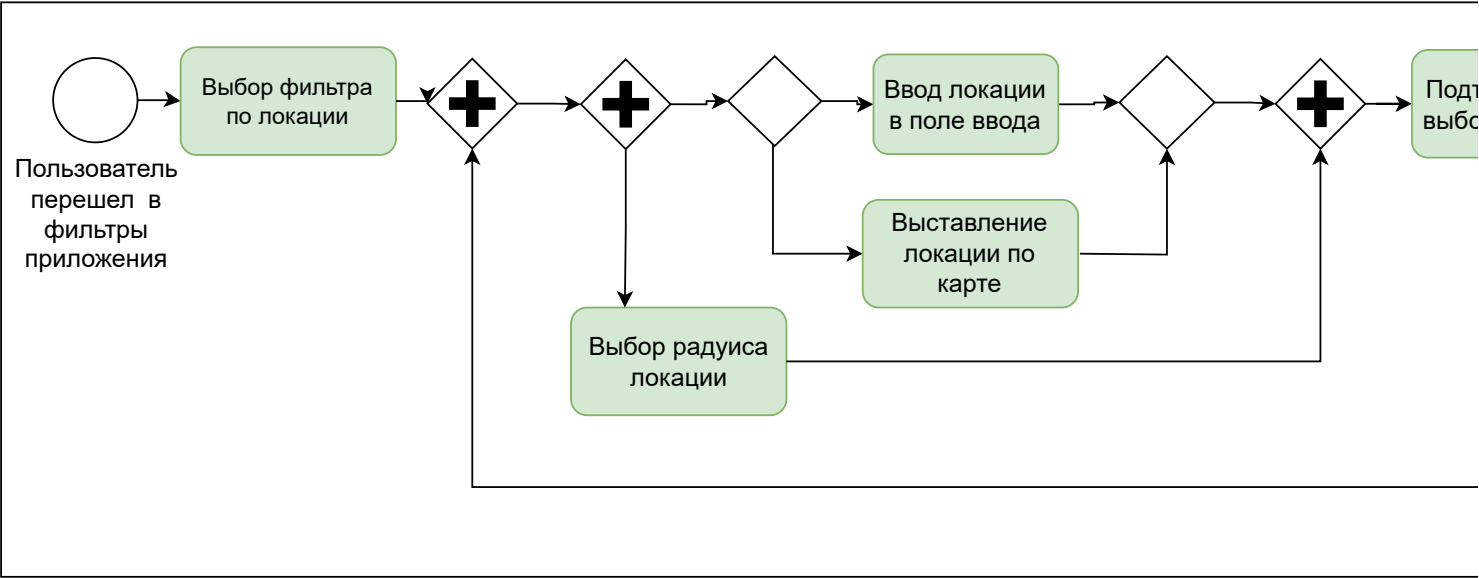 Выбор фильтра
по локации
Пользователь
перешел в
фильтры
приложения
Ввод локации
в поле ввода
Выставление
локации по
карте
Выбор радуиса
локации